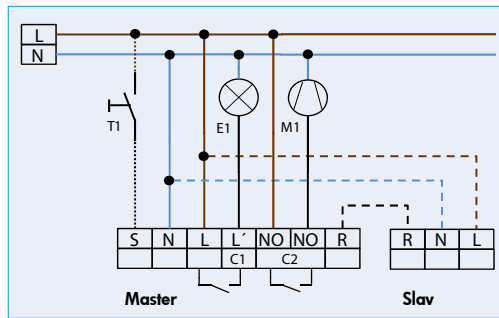 L
N
T1
E1
M1
S N L L´ NO NO R
C1 C2
R N L
Master
Slav